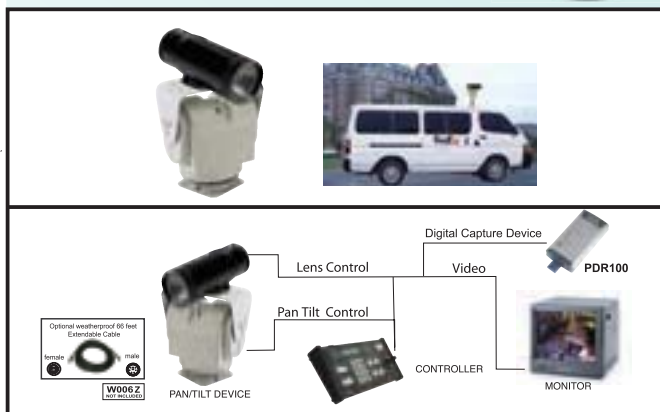 Digital Capture Device
Lens Control
Video
PDR100
Pan Tilt Control
Optional weatherproof 66 feet
Extendable Cable
female
male
W006Z
NOT INCLUDED
PAN/TILT DEVICE
CONTROLLER
MONITOR